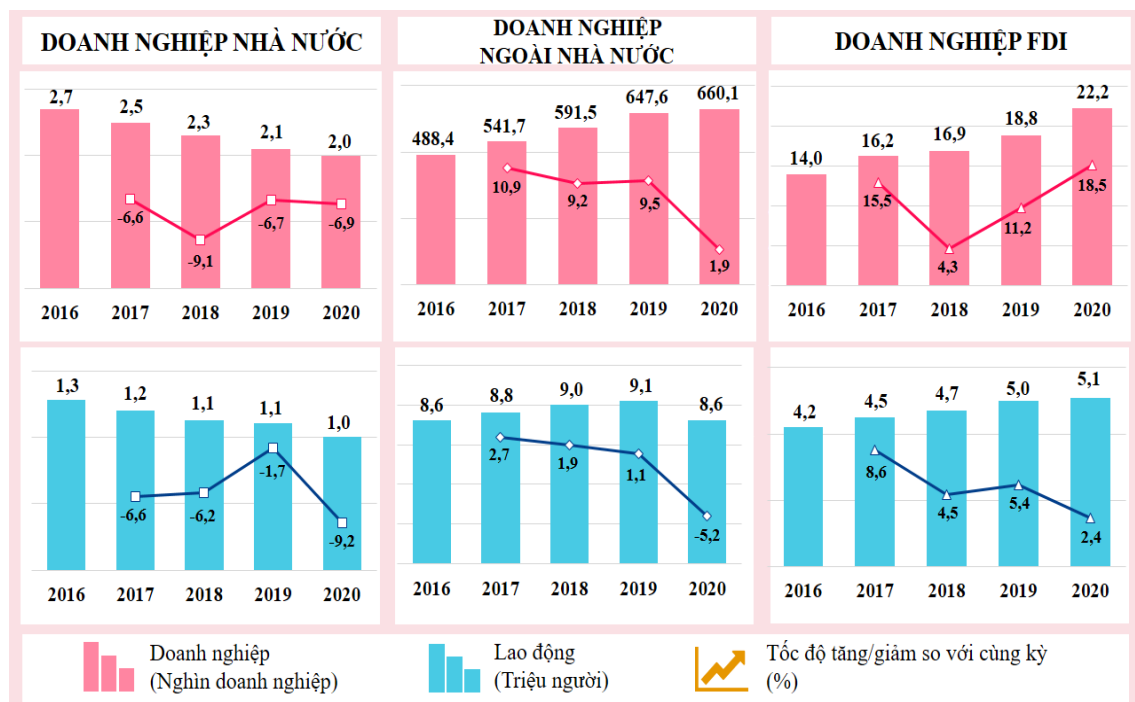 DOANH NGHIỆP NHÀ NƯỚC
DOANH NGHIỆP
NGOÀI NHÀ NƯỚC
DOANH NGHIỆP FDI
2,7 2,5 2,3 2,1 2,0
-6,6 -9,1 -6,7 -6,9
2016 2017 2018 2019 2020
488,4 541,7 591,5 647,6 660,1
10,9 9,2 9,5 1,9
2016 2017 2018 2019 2020
14,0 16,2 16,9 18,8 22,2
15,5 4,3 11,2 18,5
2016 2017 2018 2019 2020
1,3 1,2 1,1 1,1 1,0
-6,6 -6,2 -1,7 -9,2
2016 2017 2018 2019 2020
8,6 8,8 9,0 9,1 8,6
2,7 1,9 1,1 -5,2
2016 2017 2018 2019 2020
4,2 4,5 4,7 5,0 5,1
8,6 4,5 5,4 2,4
2016 2017 2018 2019 2020
Doanh nghiệp
(Nghìn doanh nghiệp)
Lao động
(Triệu người)
Tốc độ tăng/giảm so với cùng kỳ
(%)